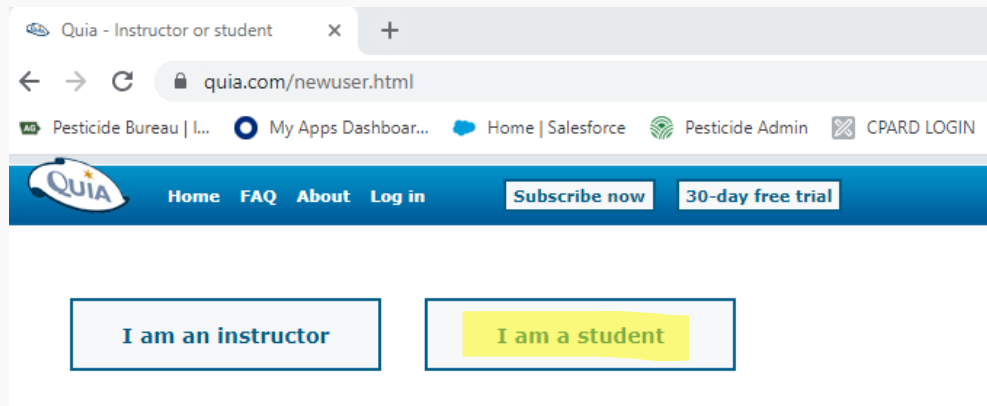 Quia - Instructor or student
quia.com/newuser.html
AG Pesticide Bureau | I... My Apps Dashboar... Home | Salesforce Pesticide Admin CPARD LOGIN
QUIA Home FAQ About Log in Subscribe now 30-day free trial
I am an instructor I am a student